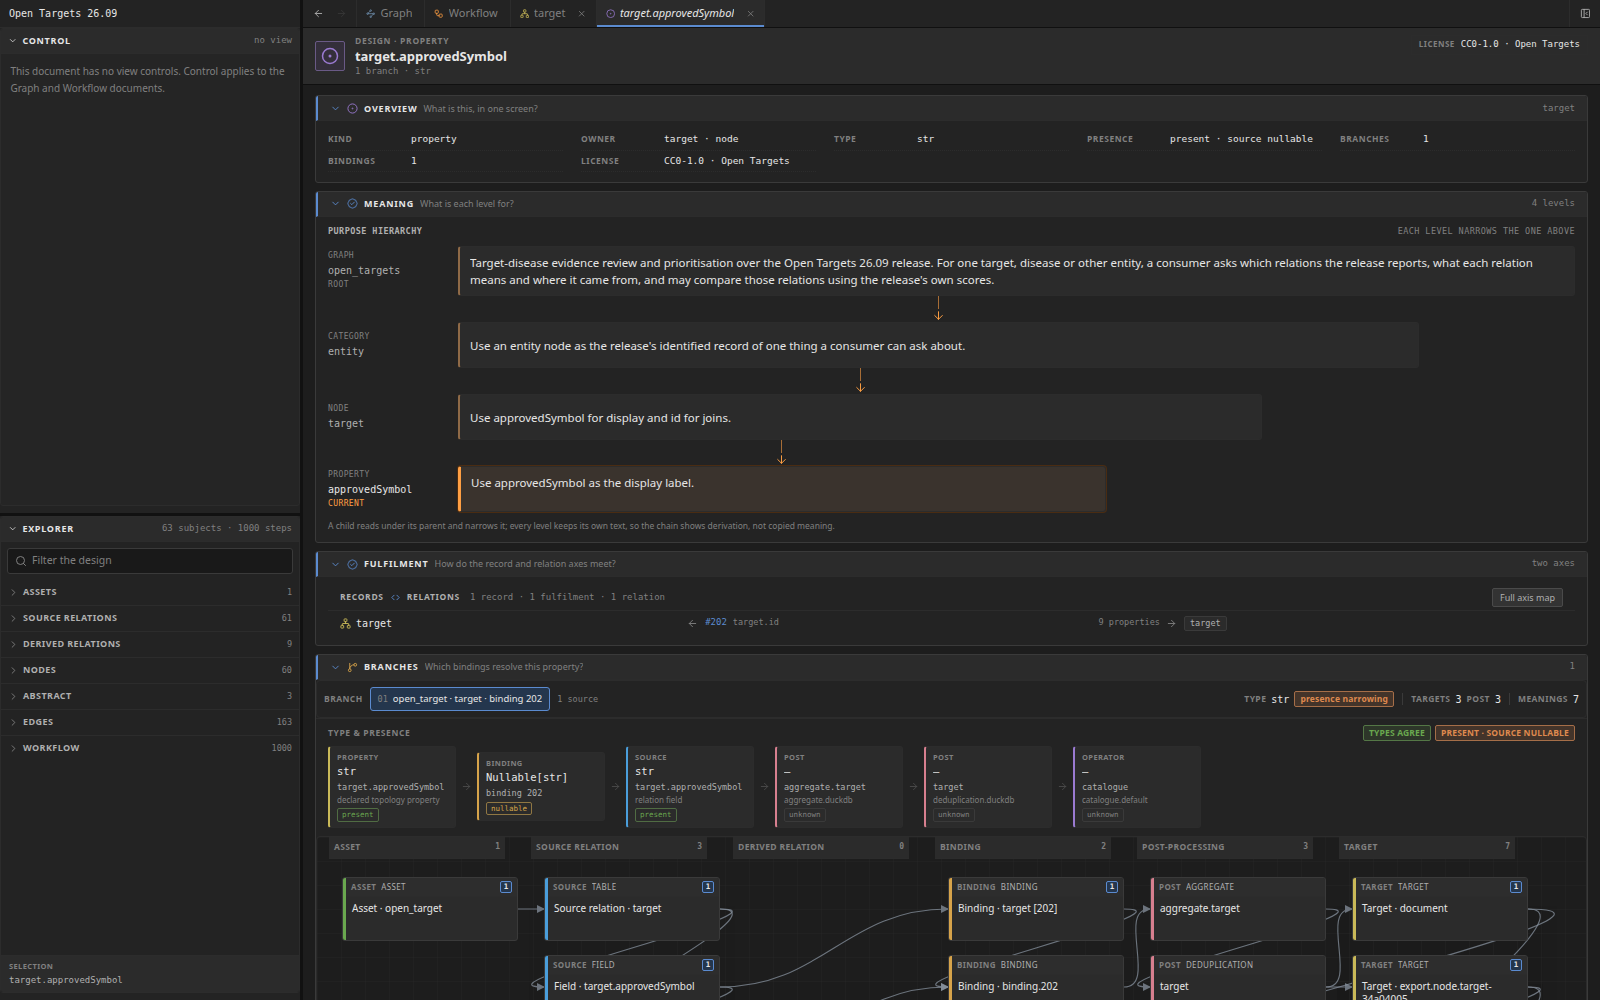 Open Targets 26.09
CONTROL
no view
This document has no view controls. Control applies to the
Graph and Workflow documents.
EXPLORER
63 subjects · 1000 steps
Filter the design
ASSETS 1
SOURCE RELATIONS 61
DERIVED RELATIONS 9
NODES 60
ABSTRACT 3
EDGES 163
WORKFLOW 1000
SELECTION
target.approvedSymbol
Graph
Workflow
target
target.approvedSymbol
DESIGN · PROPERTY
target.approvedSymbol
1 branch · str
LICENSE CC0-1.0 · Open Targets
OVERVIEW What is this, in one screen? target
KIND property OWNER target · node TYPE str PRESENCE present · source nullable BRANCHES 1
BINDINGS 1 LICENSE CC0-1.0 · Open Targets
MEANING What is each level for? 4 levels
PURPOSE HIERARCHY EACH LEVEL NARROWS THE ONE ABOVE
GRAPH
open_targets
ROOT
Target-disease evidence review and prioritisation over the Open Targets 26.09 release. For one target, disease or other entity, a consumer asks which relations the release reports, what each relation
means and where it came from, and may compare those relations using the release's own scores.
CATEGORY
entity
Use an entity node as the release's identified record of one thing a consumer can ask about.
NODE
target
Use approvedSymbol for display and id for joins.
PROPERTY
approvedSymbol
CURRENT
Use approvedSymbol as the display label.
A child reads under its parent and narrows it; every level keeps its own text, so the chain shows derivation, not copied meaning.
FULFILMENT How do the record and relation axes meet? two axes
RECORDS <> RELATIONS 1 record · 1 fulfilment · 1 relation Full axis map
target ← #202 target.id 9 properties → target
BRANCHES Which bindings resolve this property? 1
BRANCH 01 open_target · target · binding 202 1 source TYPE str presence narrowing TARGETS 3 POST 3 MEANINGS 7
TYPE & PRESENCE TYPES AGREE PRESENT · SOURCE NULLABLE
PROPERTY
str
target.approvedSymbol
declared topology property
present
BINDING
Nullable[str]
binding 202
nullable
SOURCE
str
target.approvedSymbol
relation field
present
POST
—
aggregate.target
aggregate.duckdb
unknown
POST
—
target
deduplication.duckdb
unknown
OPERATOR
—
catalogue
catalogue.default
unknown
ASSET 1 SOURCE RELATION 3 DERIVED RELATION 0 BINDING 2 POST-PROCESSING 3 TARGET 7
ASSET ASSET 1
Asset · open_target
SOURCE TABLE 1
Source relation · target
BINDING BINDING 1
Binding · target [202]
POST AGGREGATE
aggregate.target
TARGET TARGET 1
Target · document
SOURCE FIELD 1
Field · target.approvedSymbol
BINDING BINDING
Binding · binding.202
POST DEDUPLICATION
target
TARGET TARGET 1
Target · export.node.target-
34a04005